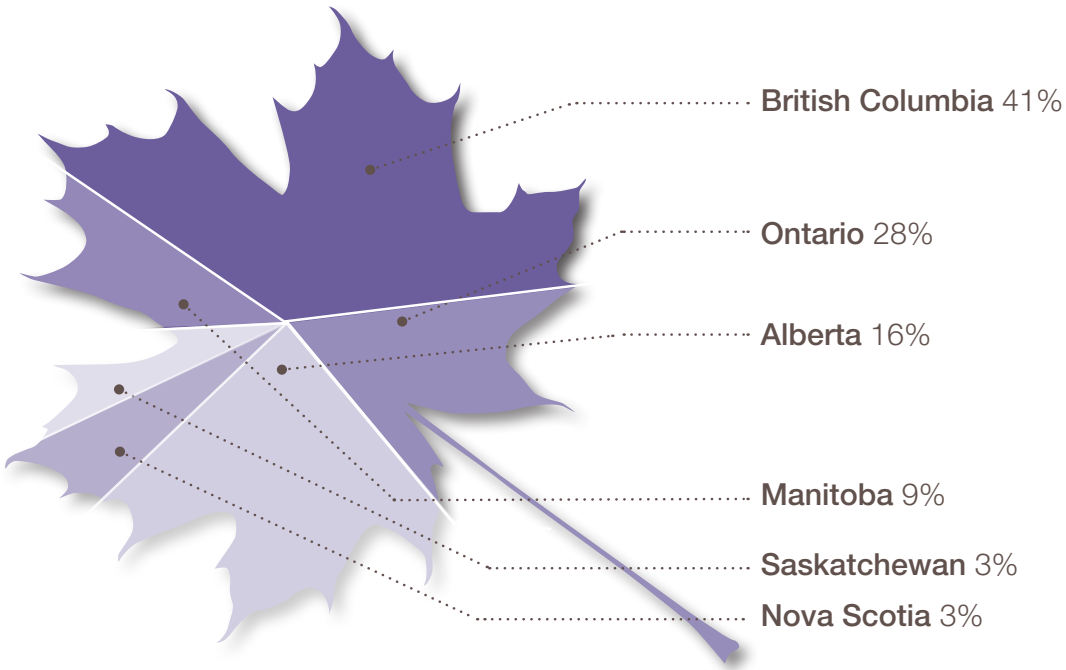 British Columbia 41%
Ontario 28%
Alberta 16%
Manitoba 9%
Saskatchewan 3%
Nova Scotia 3%